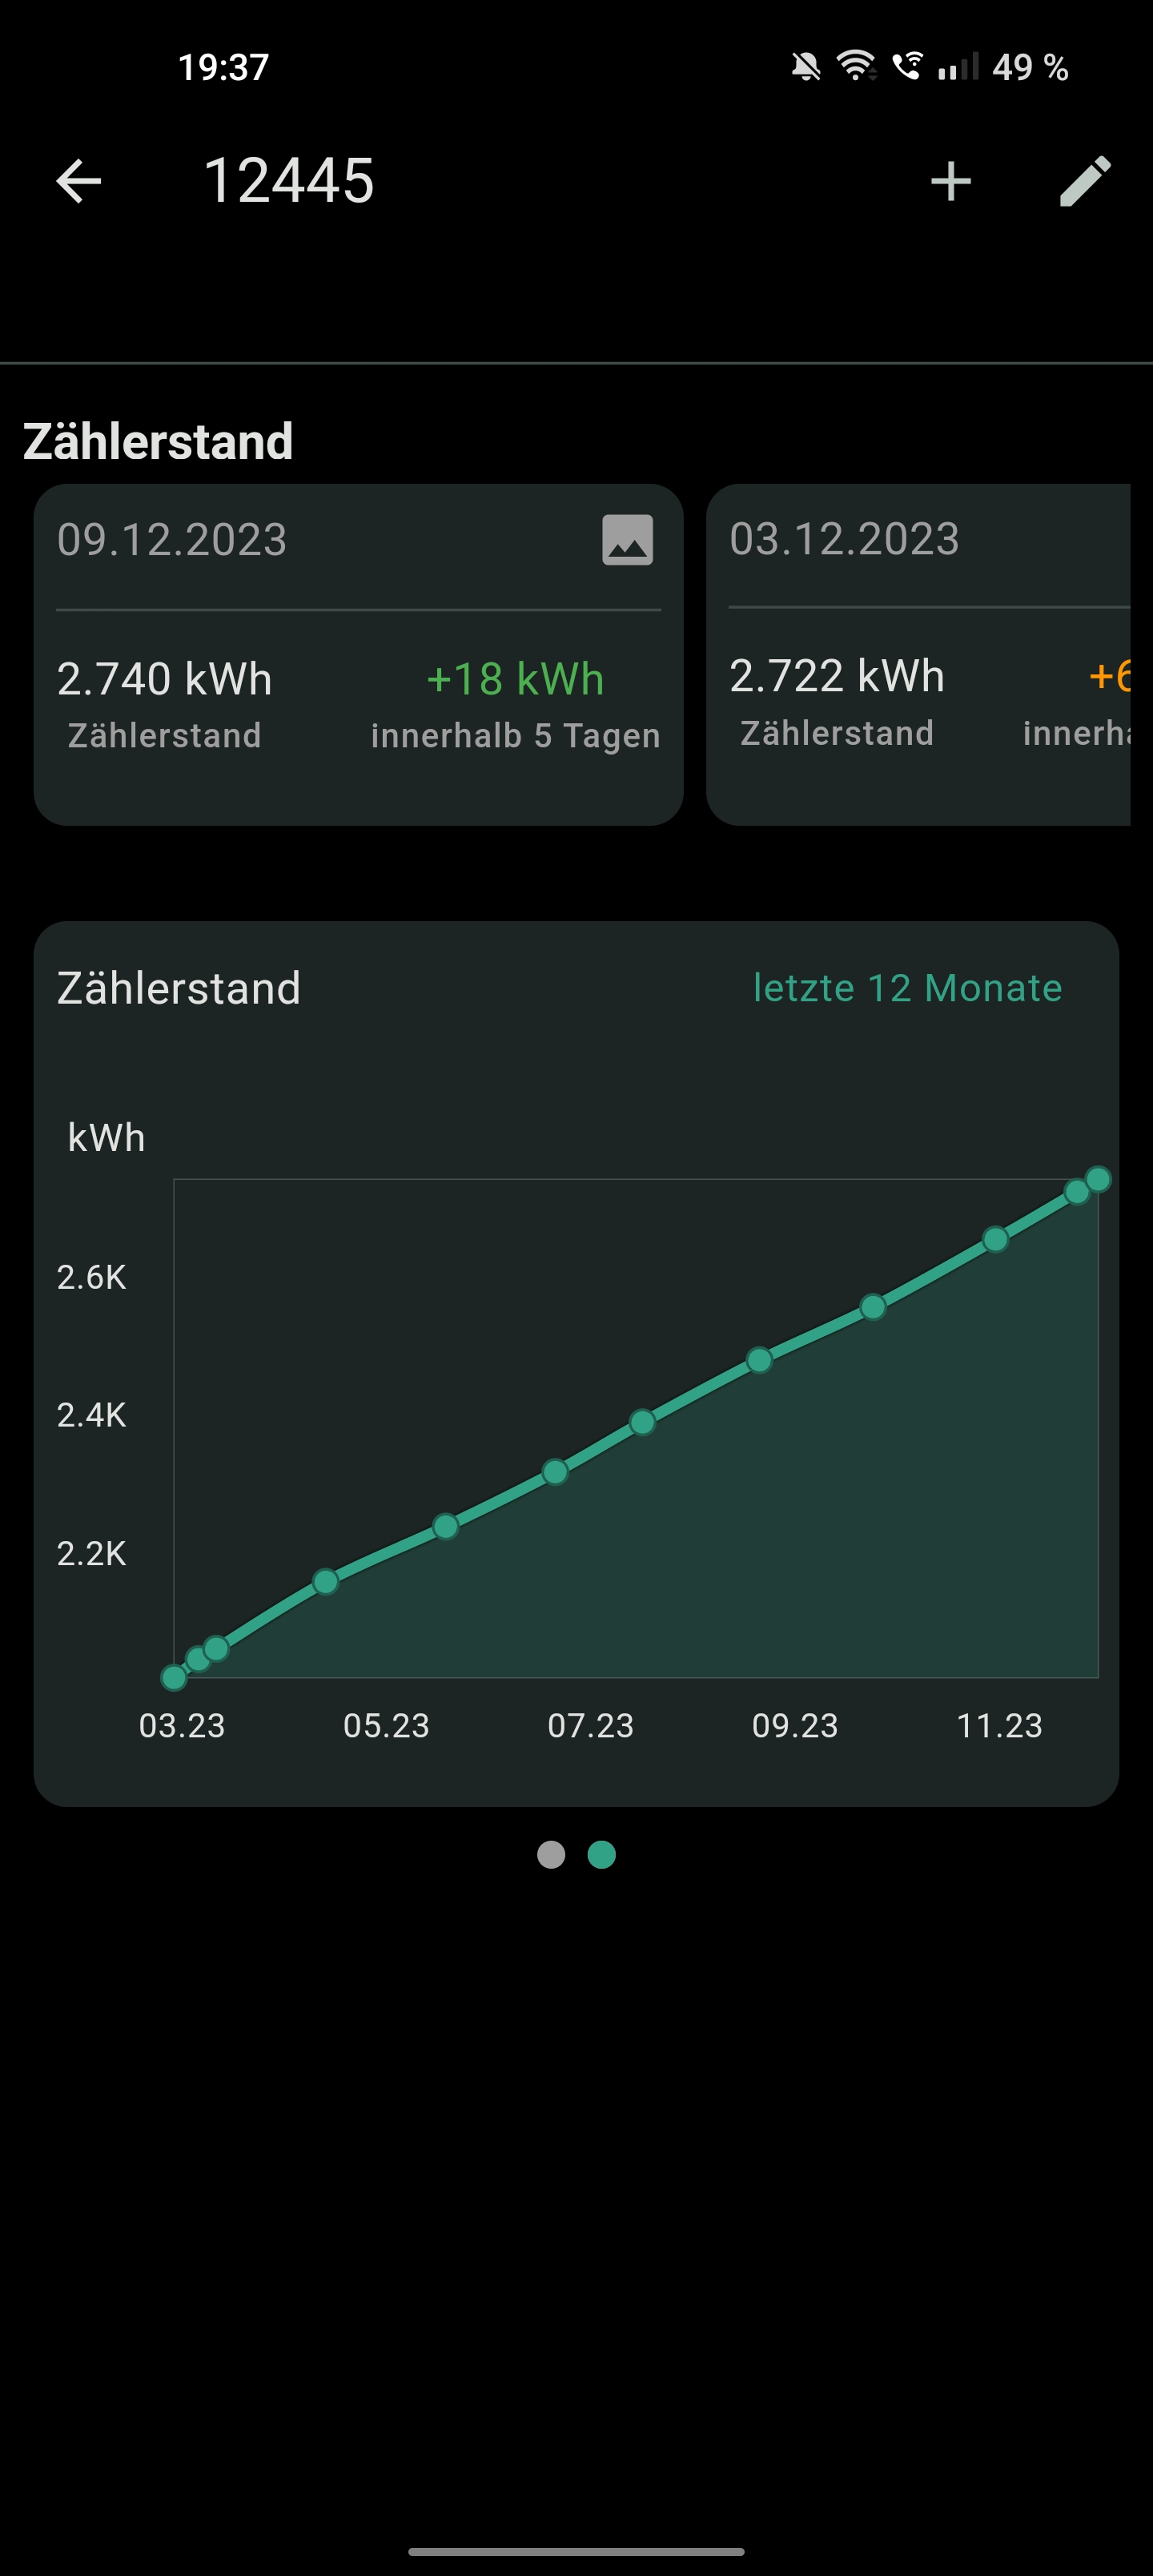 19:37 49 %
12445
Zählerstand
09.12.2023 03.12.2023
2.740 kWh +18 kWh 2.722 kWh +6
Zählerstand innerhalb 5 Tagen Zählerstand innerha
Zählerstand letzte 12 Monate
kWh
2.6K
2.4K
2.2K
03.23 05.23 07.23 09.23 11.23